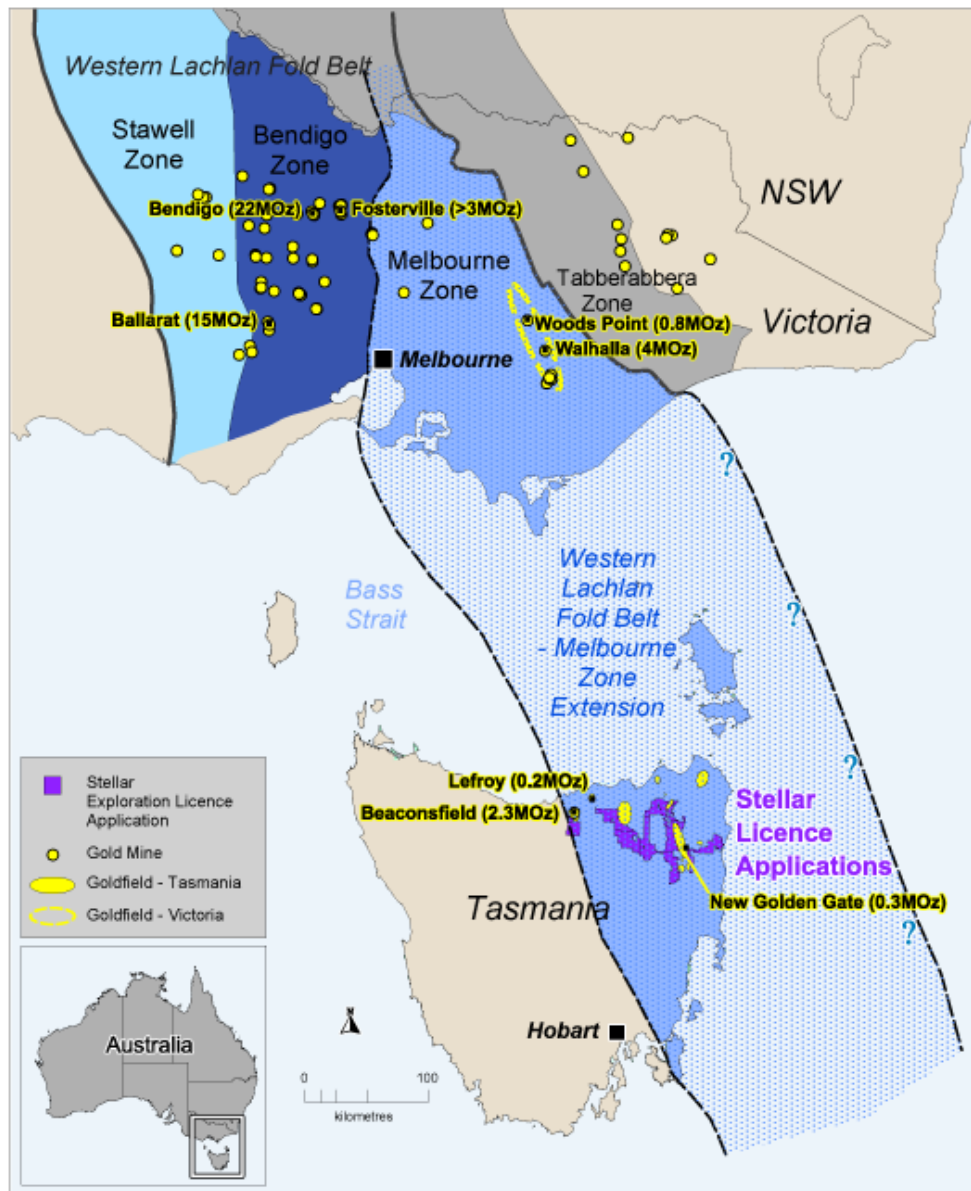 Western Lachlan Fold Belt
Stawell
Zone
Bendigo
Zone
NSW
Bendigo (22MOz)
Fosterville (>3MOz)
Melbourne
Zone
Tabberabbera
Zone
Victoria
Ballarat (15MOz)
Woods Point (0.8MOz)
Walhalla (4MOz)
Melbourne
?
Western
Lachlan
Fold Belt
- Melbourne
Zone
Extension
Bass
Strait
?
?
Stellar
Exploration Licence
Application
Gold Mine
Goldfield - Tasmania
Goldfield - Victoria
Lefroy (0.2MOz)
Beaconsfield (2.3MOz)
Stellar
Licence
Applications
New Golden Gate (0.3MOz)
Tasmania
?
Australia
N
Hobart
0 100
kilometres